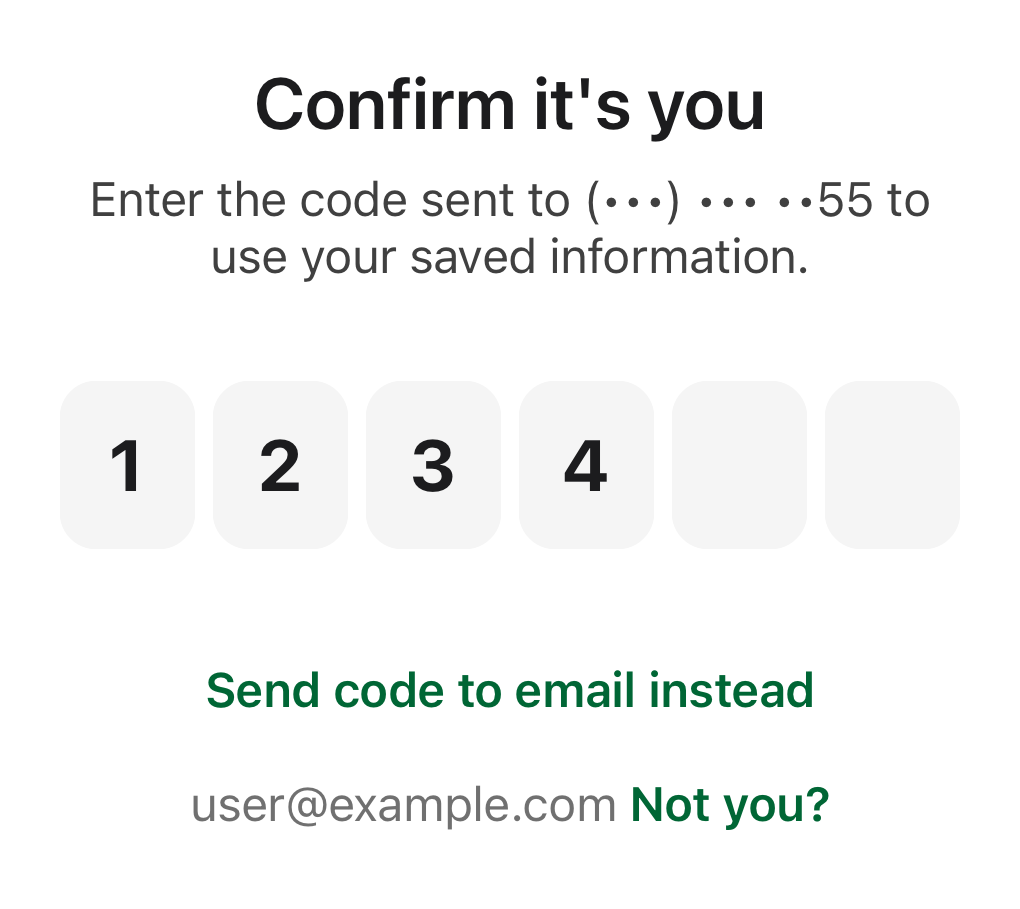 Confirm it's you
Enter the code sent to (•••) ••• ••55 to
use your saved information.
1 2 3 4
Send code to email instead
user@example.com Not you?